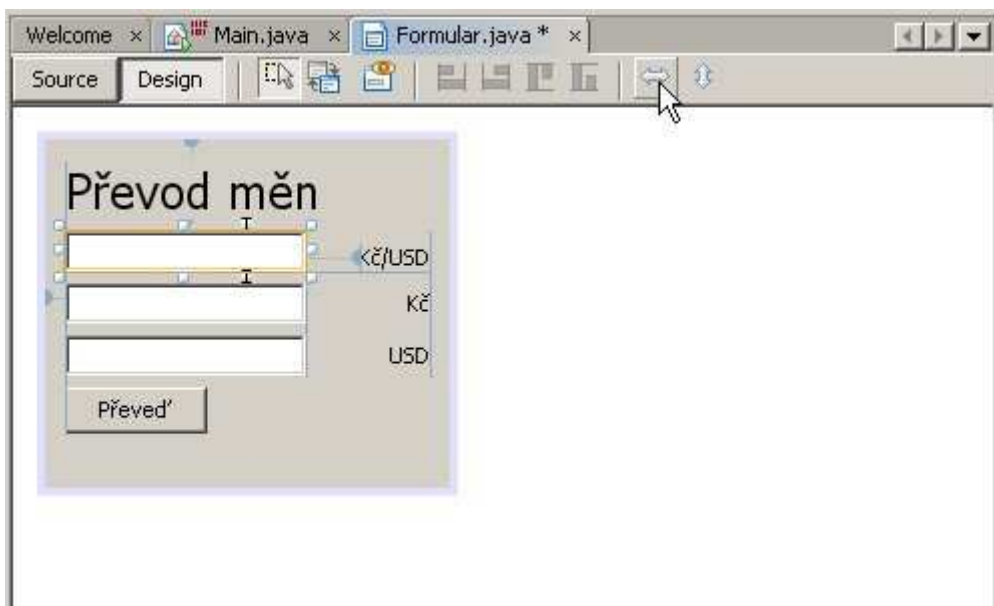 Welcome Main.java Formular.java *
Source Design
Převod měn
Kč/USD
Kč
USD
Převeď